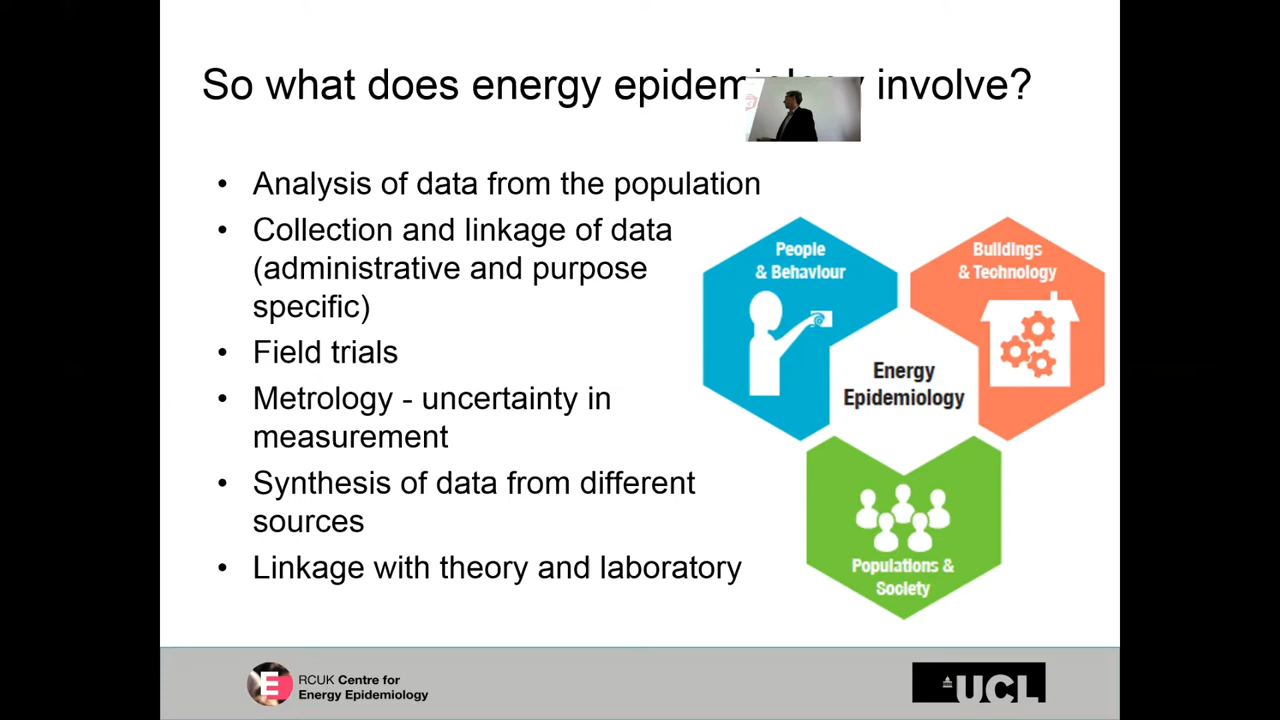 So what does energy epidemiology involve?
• Analysis of data from the population
• Collection and linkage of data
(administrative and purpose
specific)
• Field trials
• Metrology - uncertainty in
measurement
• Synthesis of data from different
sources
• Linkage with theory and laboratory
People
& Behaviour
Buildings
& Technology
Energy
Epidemiology
Populations &
Society
E
RCUK Centre for
Energy Epidemiology
UCL